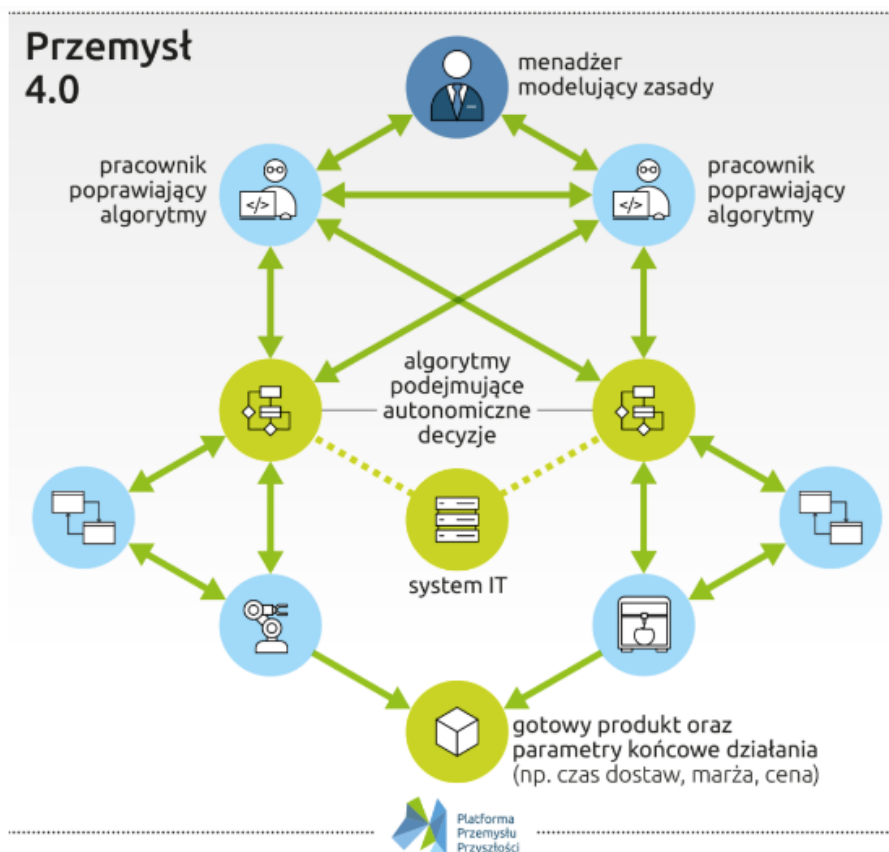 Przemysł
4.0
menadżer
modelujący zasady
pracownik
poprawiający
algorytmy
pracownik
poprawiający
algorytmy
</>
</>
algorytmy
podejmujące
autonomiczne
decyzje
system IT
gotowy produkt oraz
parametry końcowe działania
(np. czas dostaw, marża, cena)
Platforma
Przemysłu
Przyszłości